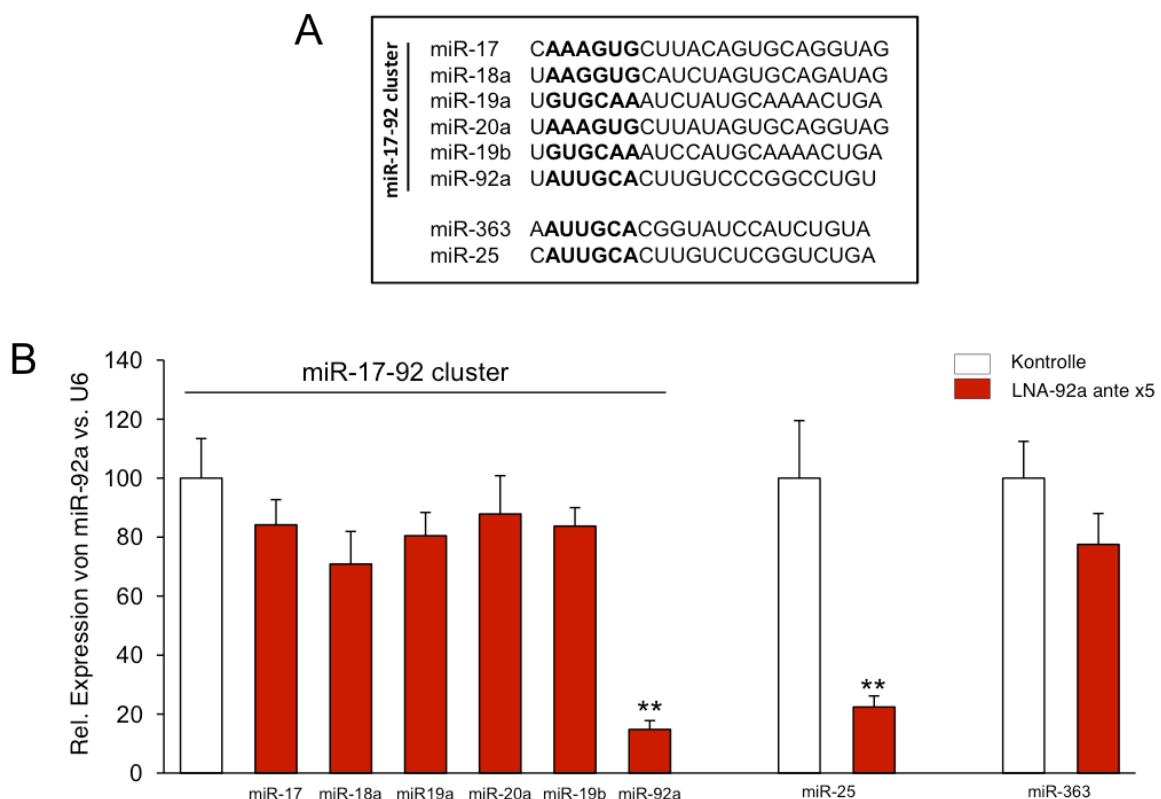 A
miR-17-92 cluster
miR-17 CAAAGUGCUUACAGUGCAGGUAG
miR-18a UAAGGUGCAUCUAGUGCAGAUAG
miR-19a UGUGCAAAUCUAUGCAAAACUGA
miR-20a UAAAGUGCUUAUAGUGCAGGUAG
miR-19b UGUGCAAAUCCAUGCAAAACUGA
miR-92a UAUUGCACUUGUCCCGGCCUGU
miR-363 AAUUGCACGGUAUCCAUCUGUA
miR-25 CAUUGCACUUGUCUCGGUCUGA
B
Rel. Expression von miR-92a vs. U6
140
120
100
80
60
40
20
0
miR-17-92 cluster
Kontrolle
LNA-92a ante x5
**
**
miR-17 miR-18a miR19a miR-20a miR-19b miR-92a miR-25 miR-363